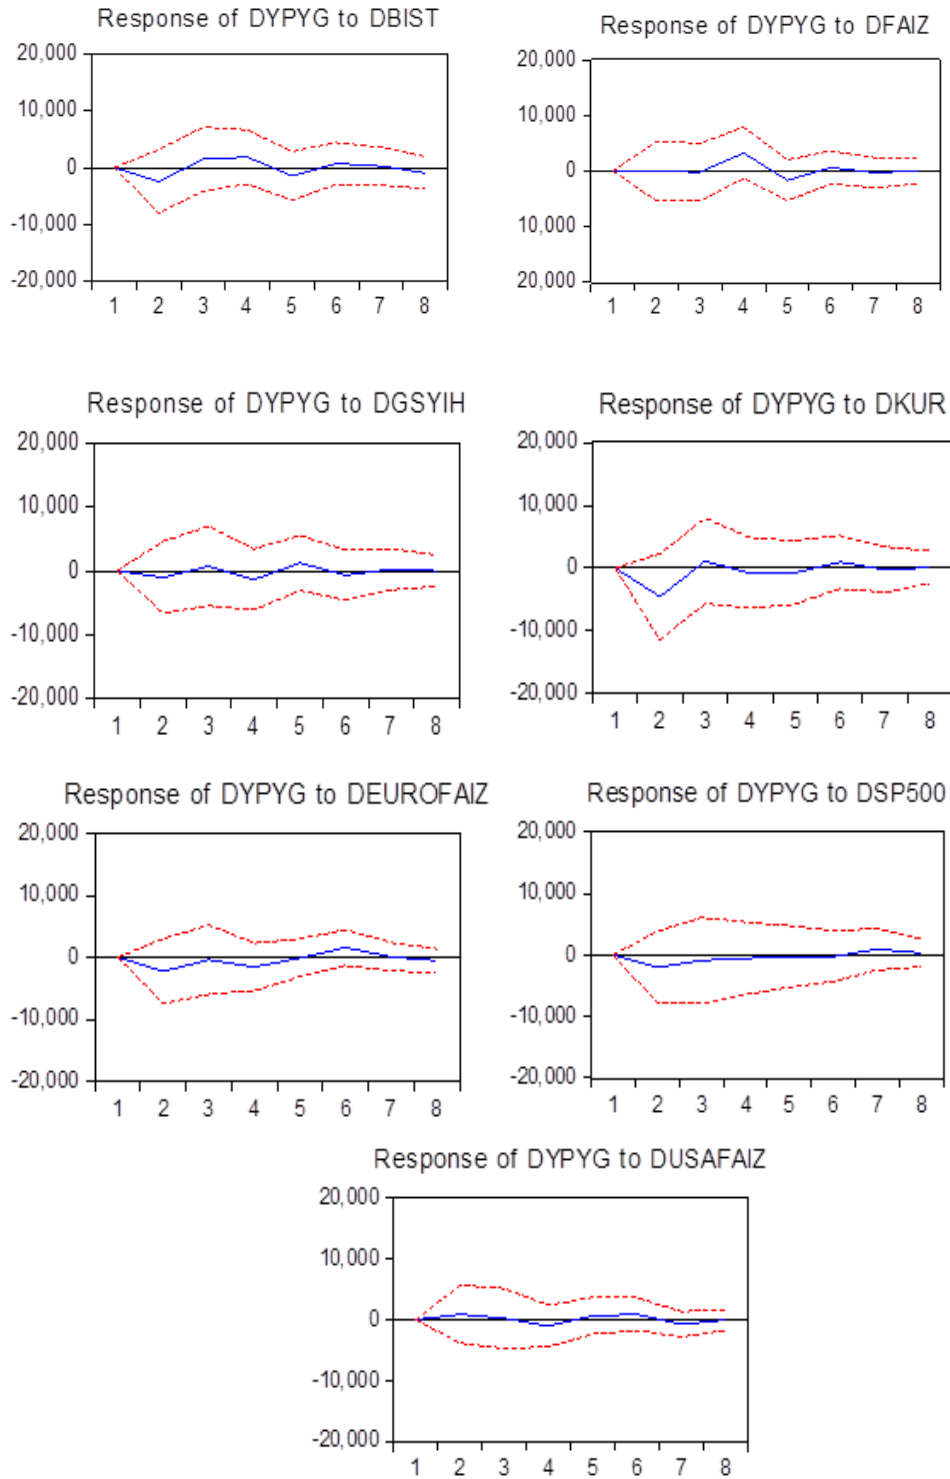 Response of DYPYG to DBIST
20,000
10,000
0
-10,000
-20,000
1 2 3 4 5 6 7 8
Response of DYPYG to DFAIZ
20,000
10,000
0
10,000
20,000
1 2 3 4 5 6 7 8
Response of DYPYG to DGSYIH
20,000
10,000
0
-10,000
-20,000
1 2 3 4 5 6 7 8
Response of DYPYG to DKUR
20,000
10,000
0
-10,000
-20,000
1 2 3 4 5 6 7 8
Response of DYPYG to DEUROFAIZ
20,000
10,000
0
-10,000
-20,000
1 2 3 4 5 6 7 8
Response of DYPYG to DSP500
20,000
10,000
0
-10,000
-20,000
1 2 3 4 5 6 7 8
Response of DYPYG to DUSAFAIZ
20,000
10,000
0
-10,000
-20,000
1 2 3 4 5 6 7 8